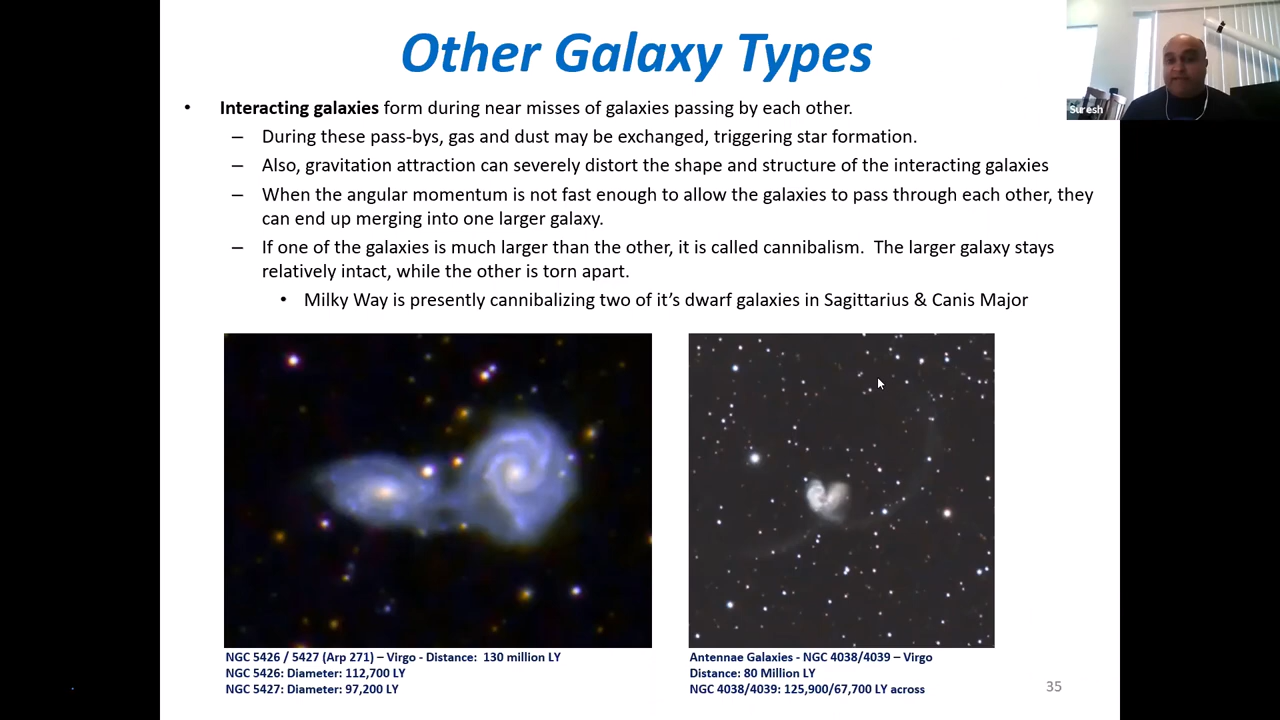 Other Galaxy Types
Suresh
• Interacting galaxies form during near misses of galaxies passing by each other.
– During these pass-bys, gas and dust may be exchanged, triggering star formation.
– Also, gravitation attraction can severely distort the shape and structure of the interacting galaxies
– When the angular momentum is not fast enough to allow the galaxies to pass through each other, they
can end up merging into one larger galaxy.
– If one of the galaxies is much larger than the other, it is called cannibalism.  The larger galaxy stays
relatively intact, while the other is torn apart.
• Milky Way is presently cannibalizing two of it's dwarf galaxies in Sagittarius & Canis Major
NGC 5426 / 5427 (Arp 271) – Virgo - Distance:  130 million LY
NGC 5426: Diameter: 112,700 LY
NGC 5427: Diameter: 97,200 LY
Antennae Galaxies - NGC 4038/4039 – Virgo
Distance: 80 Million LY
NGC 4038/4039: 125,900/67,700 LY across
35